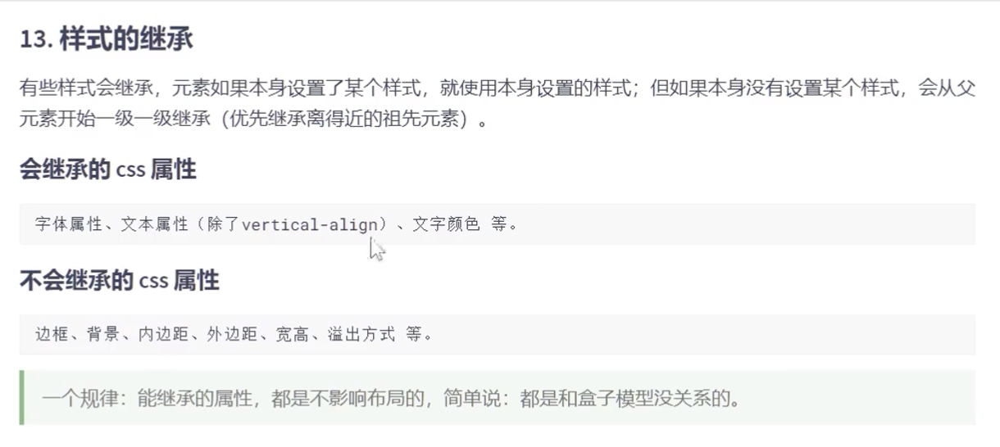 13. 样式的继承
有些样式会继承，元素如果本身设置了某个样式，就使用本身设置的样式；但如果本身没有设置某个样式，会从父
元素开始一级一级继承（优先继承离得近的祖先元素）。
会继承的 css 属性
字体属性、文本属性（除了vertical-align）、文字颜色 等。
不会继承的 css 属性
边框、背景、内边距、外边距、宽高、溢出方式 等。
一个规律：能继承的属性，都是不影响布局的，简单说：都是和盒子模型没关系的。